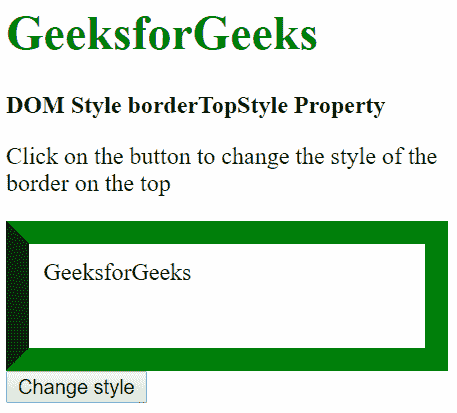 GeeksforGeeks
DOM Style borderTopStyle Property
Click on the button to change the style of the
border on the top
GeeksforGeeks
Change style